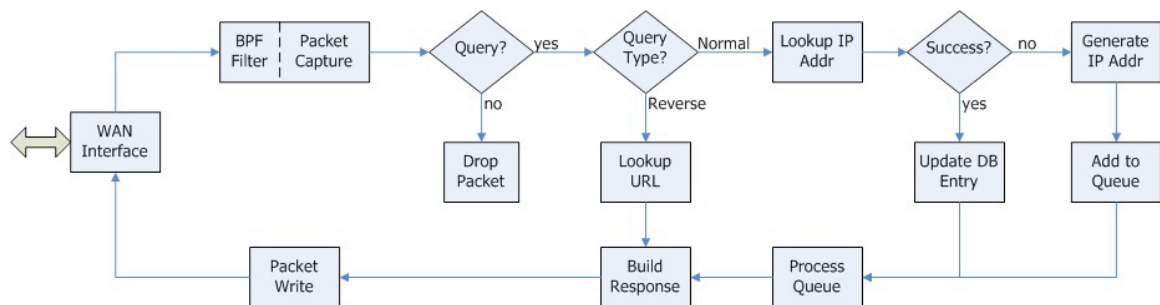 BPF
Filter
Packet
Capture
Query?
yes
no
Query
Type?
Normal
Reverse
Lookup IP
Addr
Success?
no
yes
Generate
IP Addr
WAN
Interface
Drop
Packet
Lookup
URL
Update DB
Entry
Add to
Queue
Packet
Write
Build
Response
Process
Queue